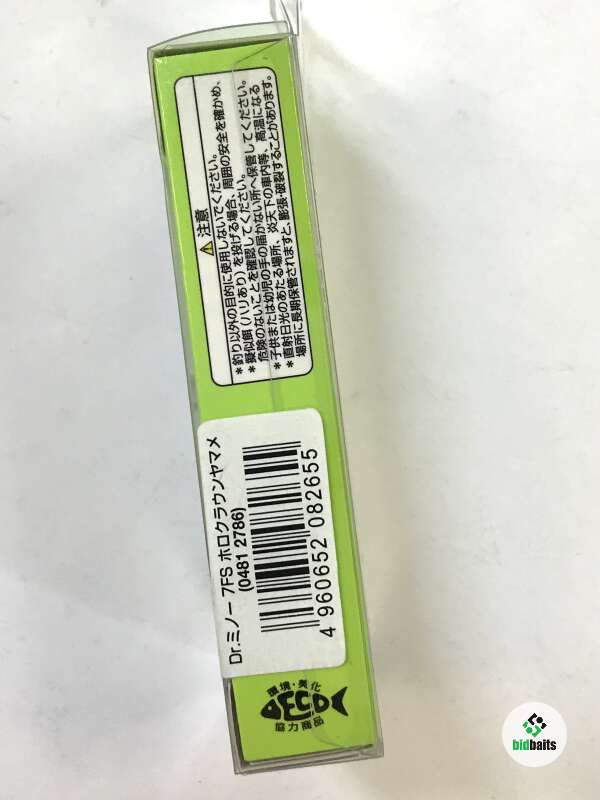 ⚠ 注意
*釣り以外の目的に使用しないでください。
*擬似餌(ハリあり)を投げる場合、周囲の安全を確かめ、
危険のないことを確認してください。
*子供または幼児の手の届かない所へ保管してください。
*直射日光のあたる場所、炎天下の車内等、高温になる
場所に長期保管されますと、膨張・破裂することがあります。
Dr.ミノー 7FS ホロクラウンヤマメ
(0481 2786)
4 960652 082655
環境・美化
ECO
協力商品
bidbaits